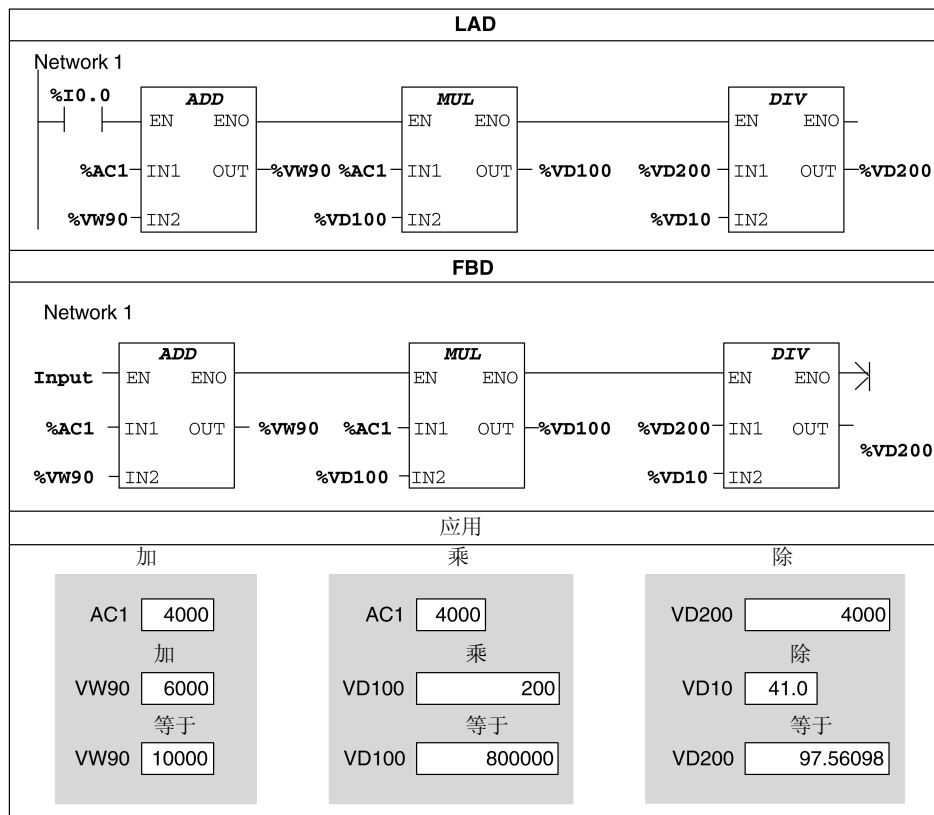 LAD
Network 1
%I0.0
ADD MUL DIV
EN ENO EN ENO EN ENO
%AC1 IN1 OUT %VW90 %AC1 IN1 OUT %VD100 %VD200 IN1 OUT %VD200
%VW90 IN2 %VD100 IN2 %VD10 IN2
FBD
Network 1
ADD MUL DIV
Input EN ENO EN ENO EN ENO
%AC1 IN1 OUT %VW90 %AC1 IN1 OUT %VD100 %VD200 IN1 OUT
%VD200
%VW90 IN2 %VD100 IN2 %VD10 IN2
应用
加 乘 除
AC1 4000 AC1 4000 VD200 4000
加 乘 除
VW90 6000 VD100 200 VD10 41.0
等于 等于 等于
VW90 10000 VD100 800000 VD200 97.56098